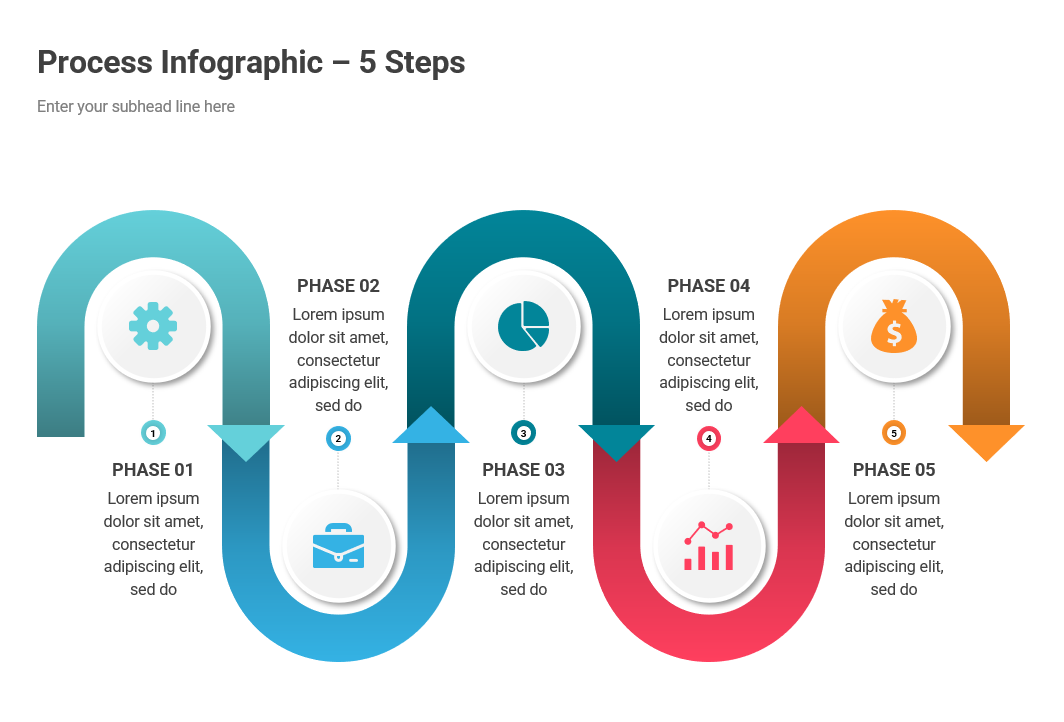 Process Infographic – 5 Steps
Enter your subhead line here
1
PHASE 01
Lorem ipsum
dolor sit amet,
consectetur
adipiscing elit,
sed do
PHASE 02
Lorem ipsum
dolor sit amet,
consectetur
adipiscing elit,
sed do
2
3
PHASE 03
Lorem ipsum
dolor sit amet,
consectetur
adipiscing elit,
sed do
PHASE 04
Lorem ipsum
dolor sit amet,
consectetur
adipiscing elit,
sed do
4
$
5
PHASE 05
Lorem ipsum
dolor sit amet,
consectetur
adipiscing elit,
sed do